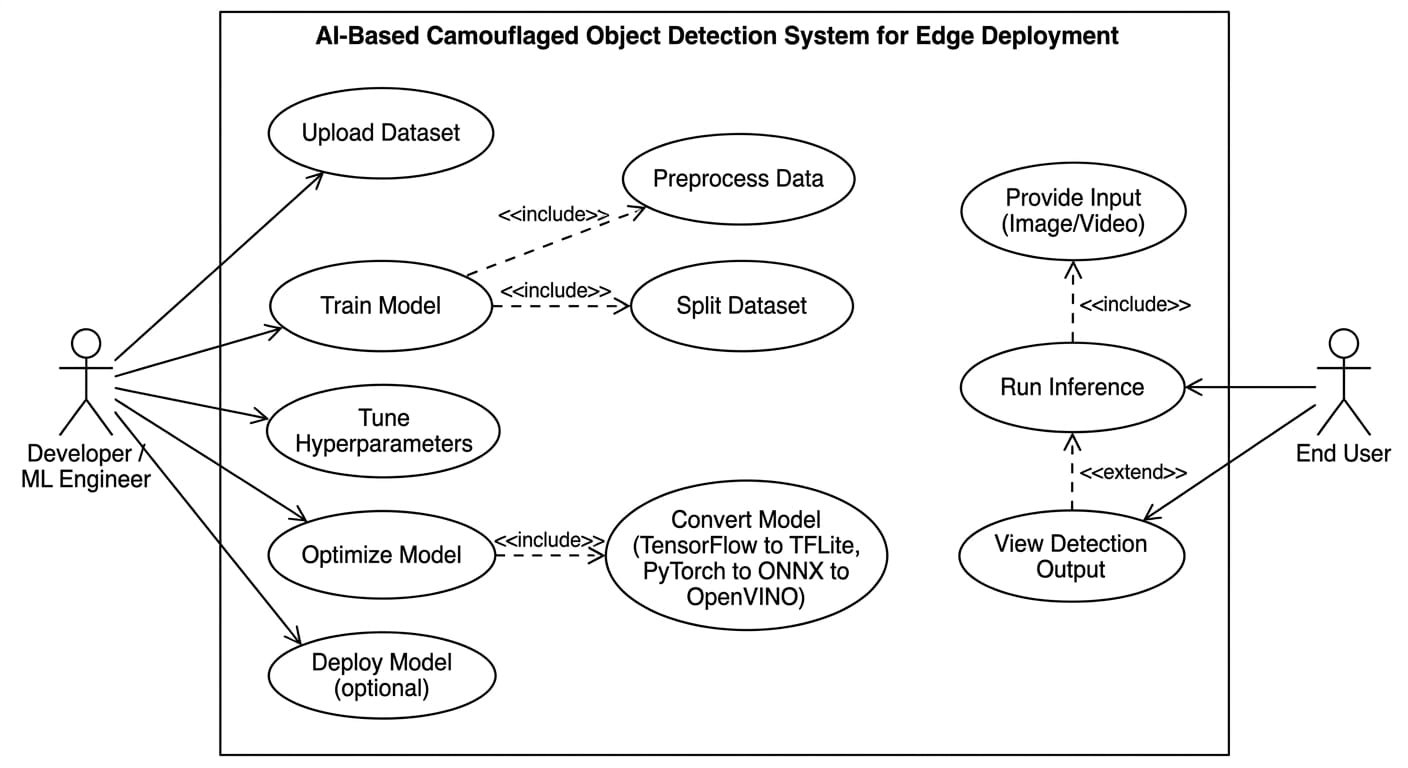 AI-Based Camouflaged Object Detection System for Edge Deployment
Upload Dataset
Preprocess Data
<<include>>
Train Model
<<include>>
Split Dataset
Tune
Hyperparameters
Optimize Model
<<include>>
Convert Model
(TensorFlow to TFLite,
PyTorch to ONNX to
OpenVINO)
Deploy Model
(optional)
Developer /
ML Engineer
Provide Input
(Image/Video)
<<include>>
Run Inference
<<extend>>
View Detection
Output
End User